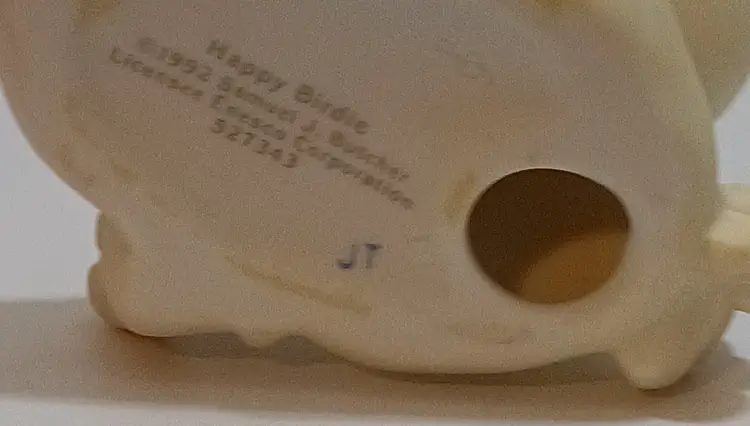 Happy Birdie
©1992 Samuel J. Butcher
Licensee Enesco Corporation
527343
JT